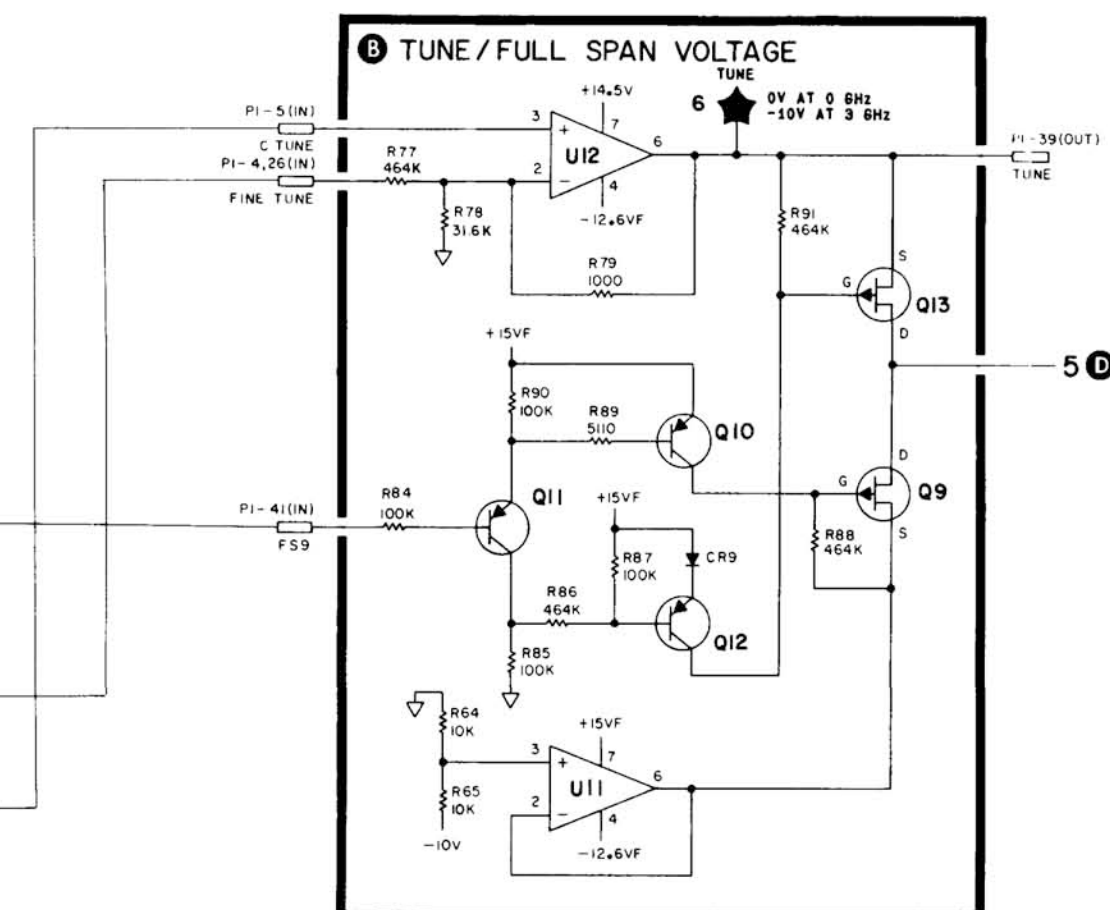 B TUNE/FULL SPAN VOLTAGE
TUNE
6
0V AT 0 GHz
-10V AT 3 GHz
+14.5V
P1-5(IN)
C TUNE
P1-4,26(IN)
FINE TUNE
R77
464K
R78
31.6K
3
+
7
U12
6
2
-
4
-12.6VF
P1-39(OUT)
TUNE
R91
464K
R79
1000
S
G
Q13
D
5 D
+15VF
R90
100K
R89
5110
Q10
D
G
Q9
S
P1-41(IN)
FS9
R84
100K
Q11
+15VF
R87
100K
CR9
R88
464K
R86
464K
Q12
R85
100K
R64
10K
R65
10K
-10V
+15VF
3
+
7
U11
6
2
-
4
-12.6VF